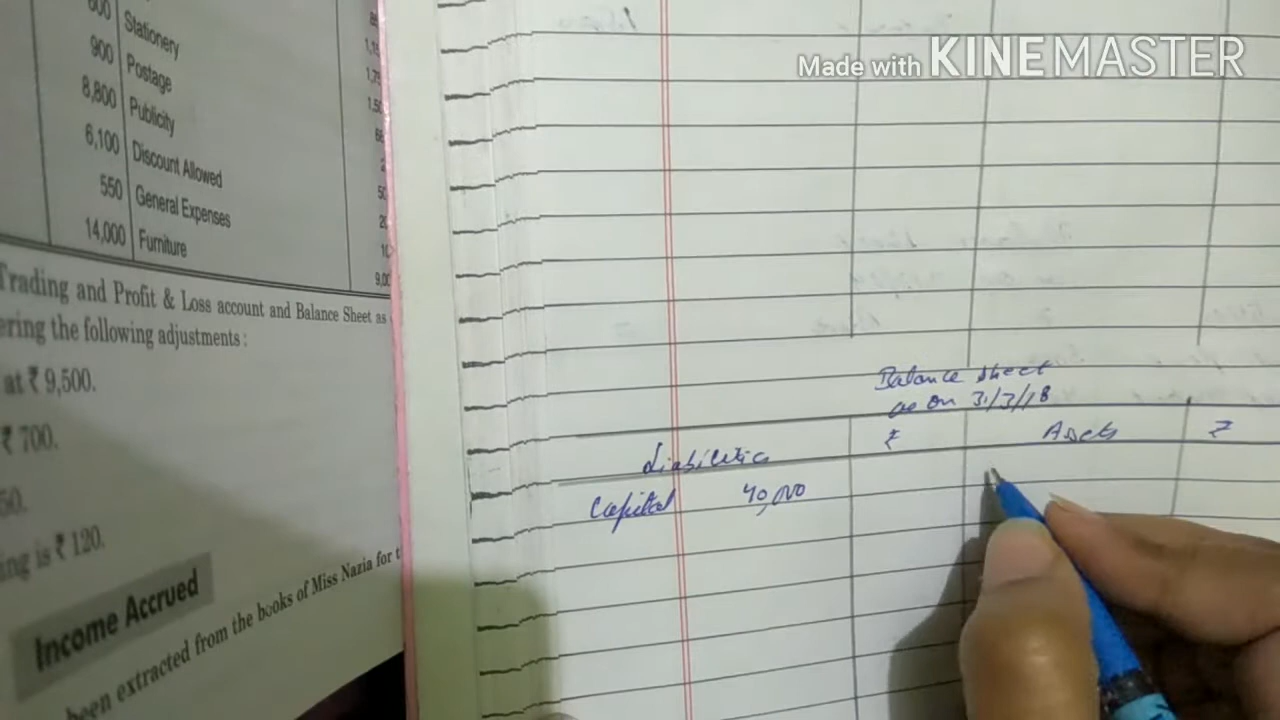 Made with KINEMASTER
Stationery
900 Postage
8,800 Publicity
6,100 Discount Allowed
550 General Expenses
14,000 Furniture
9,00
Trading and Profit & Loss account and Balance Sheet as
ering the following adjustments :
at ₹ 9,500.
₹ 700.
50.
ing is ₹ 120.
Income Accrued
been extracted from the books of Miss Nazia for t
Balance sheet
as on 31/3/18
Liabilities ₹ Assets ₹
Capital 40,000